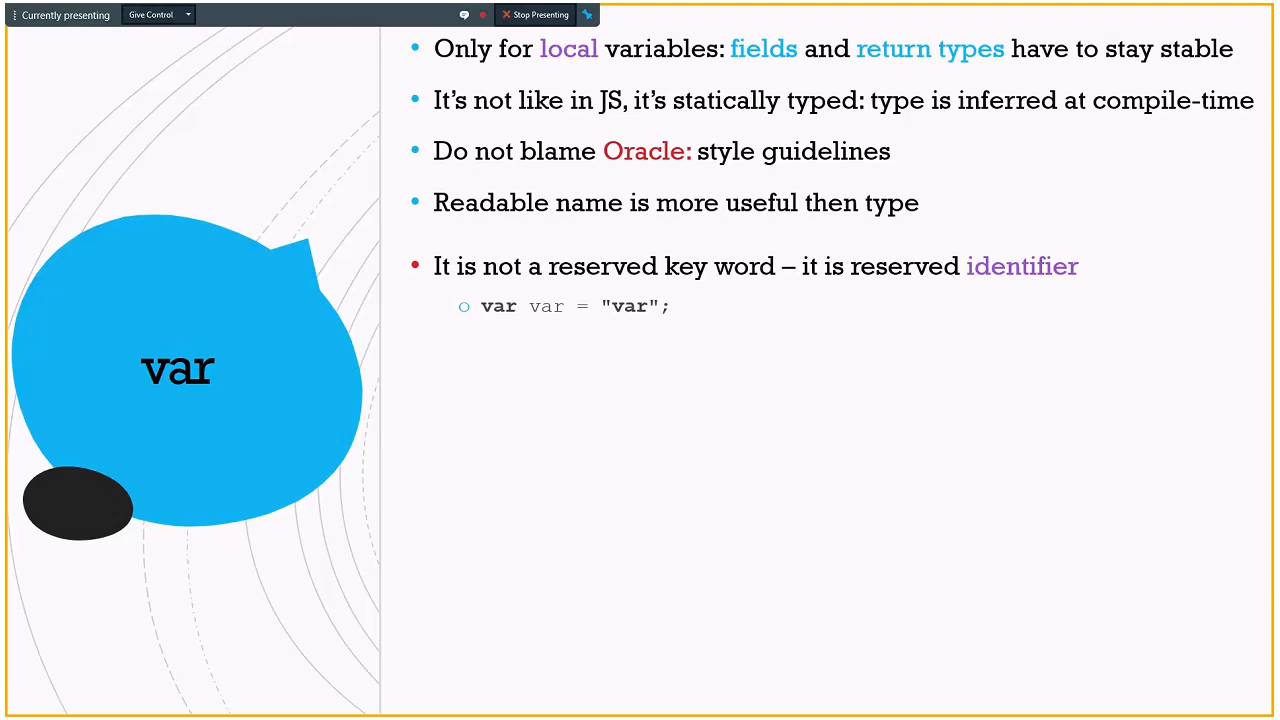 Currently presenting
Give Control
Stop Presenting
Only for local variables: fields and return types have to stay stable
It's not like in JS, it's statically typed: type is inferred at compile-time
Do not blame Oracle: style guidelines
Readable name is more useful then type
It is not a reserved key word – it is reserved identifier
var var = "var";
var